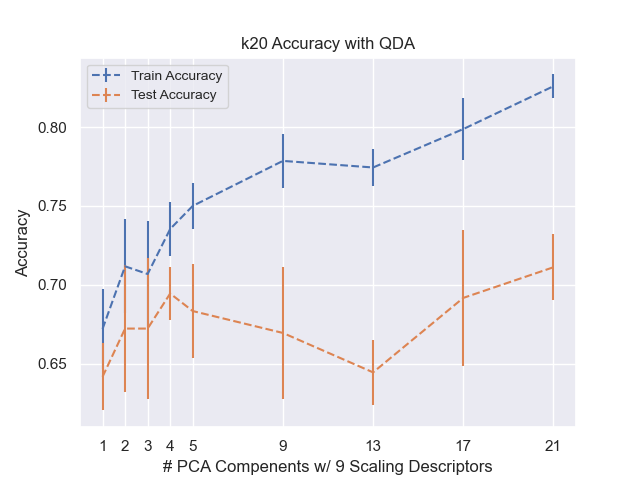 k20 Accuracy with QDA
Train Accuracy
Test Accuracy
0.80
0.75
0.70
0.65
Accuracy
1 2 3 4 5 9 13 17 21
# PCA Compenents w/ 9 Scaling Descriptors